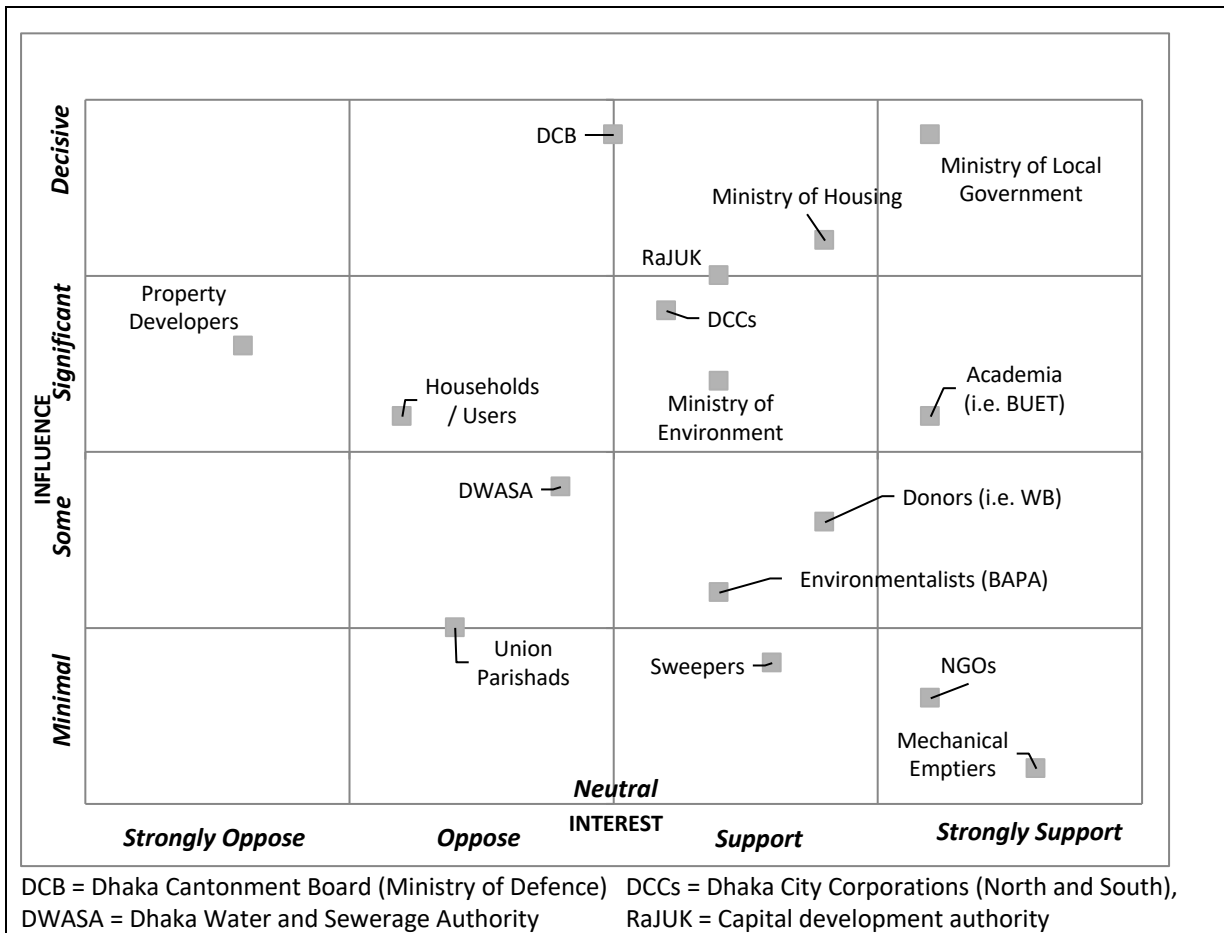 Decisive
DCB
Ministry of Local
Government
Ministry of Housing
RaJUK
Significant
Property
Developers
DCCs
Households
/ Users
Ministry of
Environment
Academia
(i.e. BUET)
INFLUENCE
Some
DWASA
Donors (i.e. WB)
Environmentalists (BAPA)
Minimal
Union
Parishads
Sweepers
NGOs
Mechanical
Emptiers
Neutral
INTEREST
Strongly Oppose
Oppose
Support
Strongly Support
DCB = Dhaka Cantonment Board (Ministry of Defence) DCCs = Dhaka City Corporations (North and South),
DWASA = Dhaka Water and Sewerage Authority RaJUK = Capital development authority